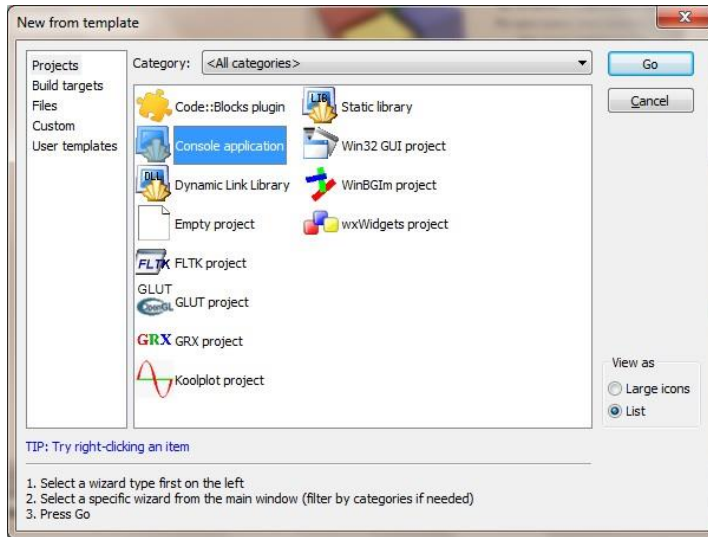 New from template
Projects
Build targets
Files
Custom
User templates
Category: <All categories>
Go
Cancel
Code::Blocks plugin
LIB Static library
Console application
Win32 GUI project
DLL Dynamic Link Library
WinBGIm project
Empty project
wxWidgets project
FLTK FLTK project
GLUT
OpenGL GLUT project
GRX GRX project
Koolplot project
View as
Large icons
List
TIP: Try right-clicking an item
1. Select a wizard type first on the left
2. Select a specific wizard from the main window (filter by categories if needed)
3. Press Go